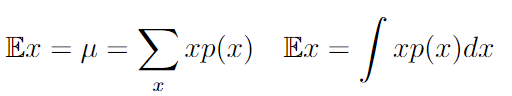 𝔼x = μ = ∑ₓ xp(x) 𝔼x = ∫ xp(x)dx